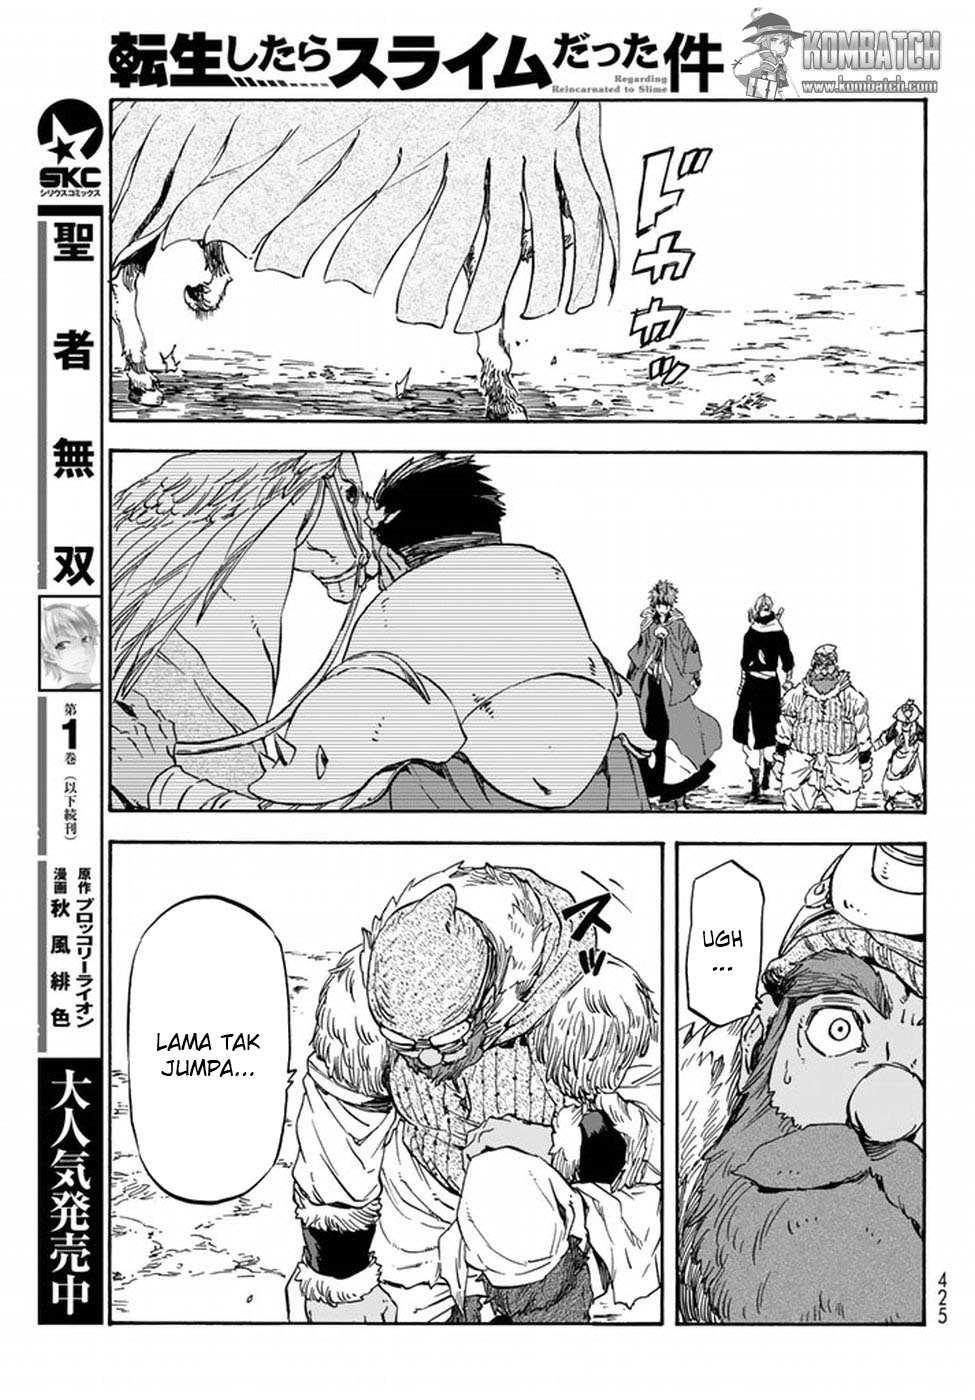 転生したらスライムだった件
Regarding
Reincarnated to Slime
KOMBATCH
www.kombatch.com
SKC
シリウスコミックス
聖者無双
第1巻(以下続刊)
原作 ブロッコリーライオン
漫画 秋風緋色
大人気発売中
ドカカッ
UGH
...
スッ
LAMA TAK
JUMPA...
425